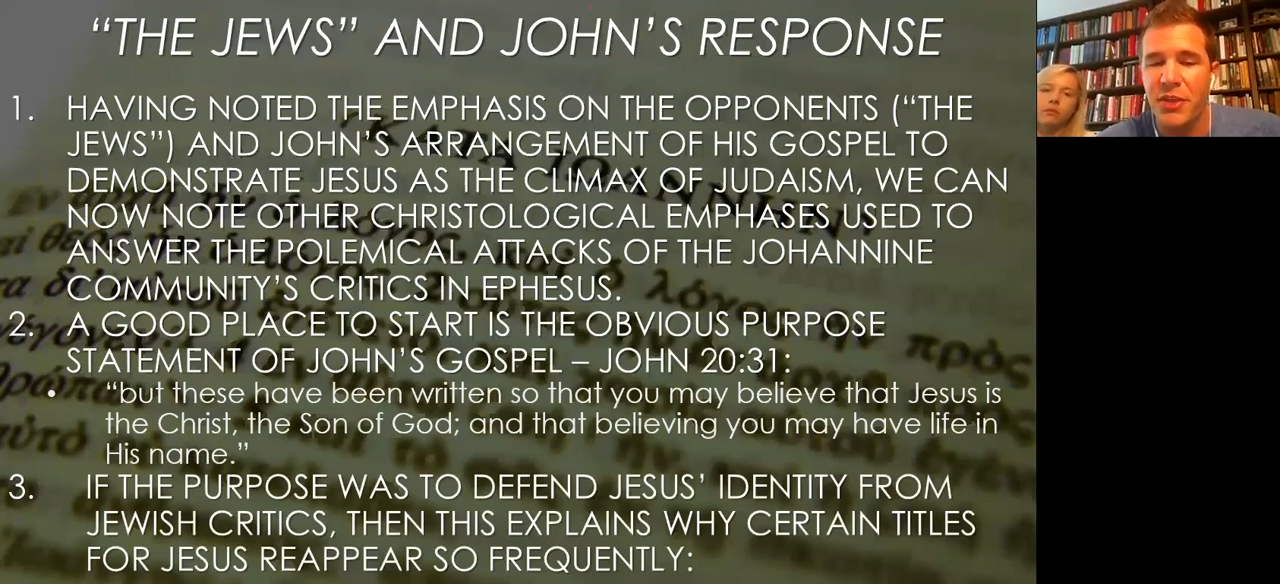 “THE JEWS” AND JOHN’S RESPONSE
1. HAVING NOTED THE EMPHASIS ON THE OPPONENTS (“THE
JEWS”) AND JOHN’S ARRANGEMENT OF HIS GOSPEL TO
DEMONSTRATE JESUS AS THE CLIMAX OF JUDAISM, WE CAN
NOW NOTE OTHER CHRISTOLOGICAL EMPHASES USED TO
ANSWER THE POLEMICAL ATTACKS OF THE JOHANNINE
COMMUNITY’S CRITICS IN EPHESUS.
2. A GOOD PLACE TO START IS THE OBVIOUS PURPOSE
STATEMENT OF JOHN’S GOSPEL – JOHN 20:31:
• “but these have been written so that you may believe that Jesus is
the Christ, the Son of God; and that believing you may have life in
His name.”
3. IF THE PURPOSE WAS TO DEFEND JESUS’ IDENTITY FROM
JEWISH CRITICS, THEN THIS EXPLAINS WHY CERTAIN TITLES
FOR JESUS REAPPEAR SO FREQUENTLY:
λόγος
πρὸς